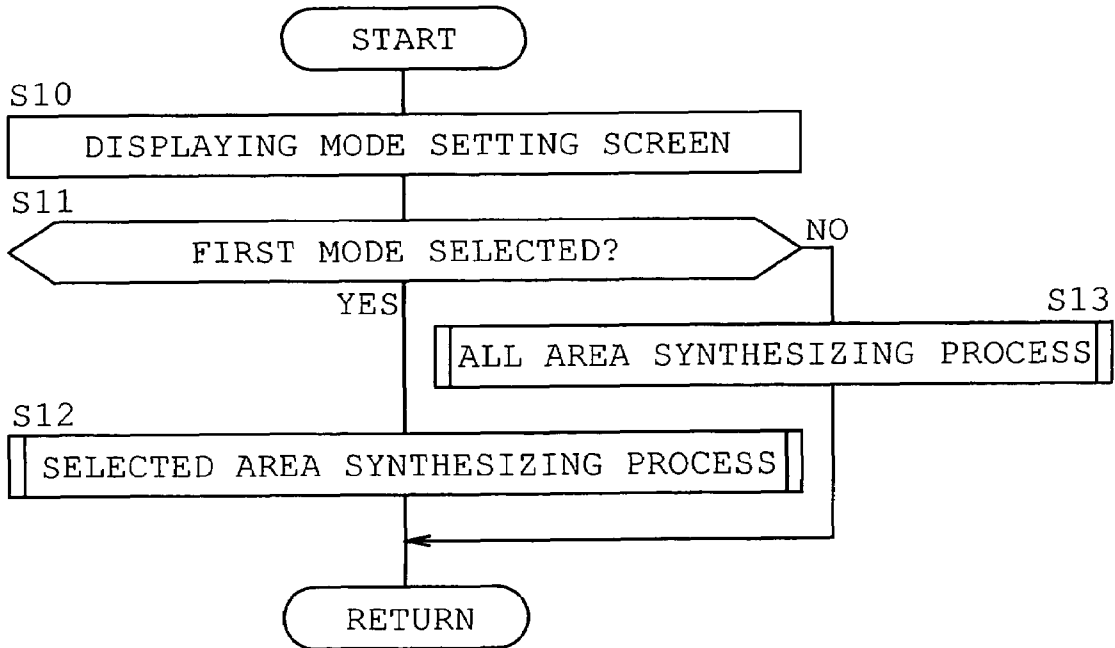 START
S10
DISPLAYING MODE SETTING SCREEN
S11
FIRST MODE SELECTED?
NO
YES
S13
ALL AREA SYNTHESIZING PROCESS
S12
SELECTED AREA SYNTHESIZING PROCESS
RETURN